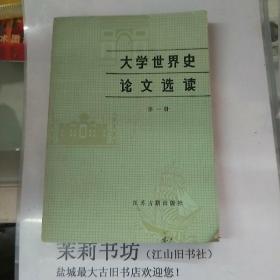 大学世界史
论文选读
第一册
江苏古籍出版社
茉莉书坊（江山旧书社）
盐城最大古旧书店欢迎您！